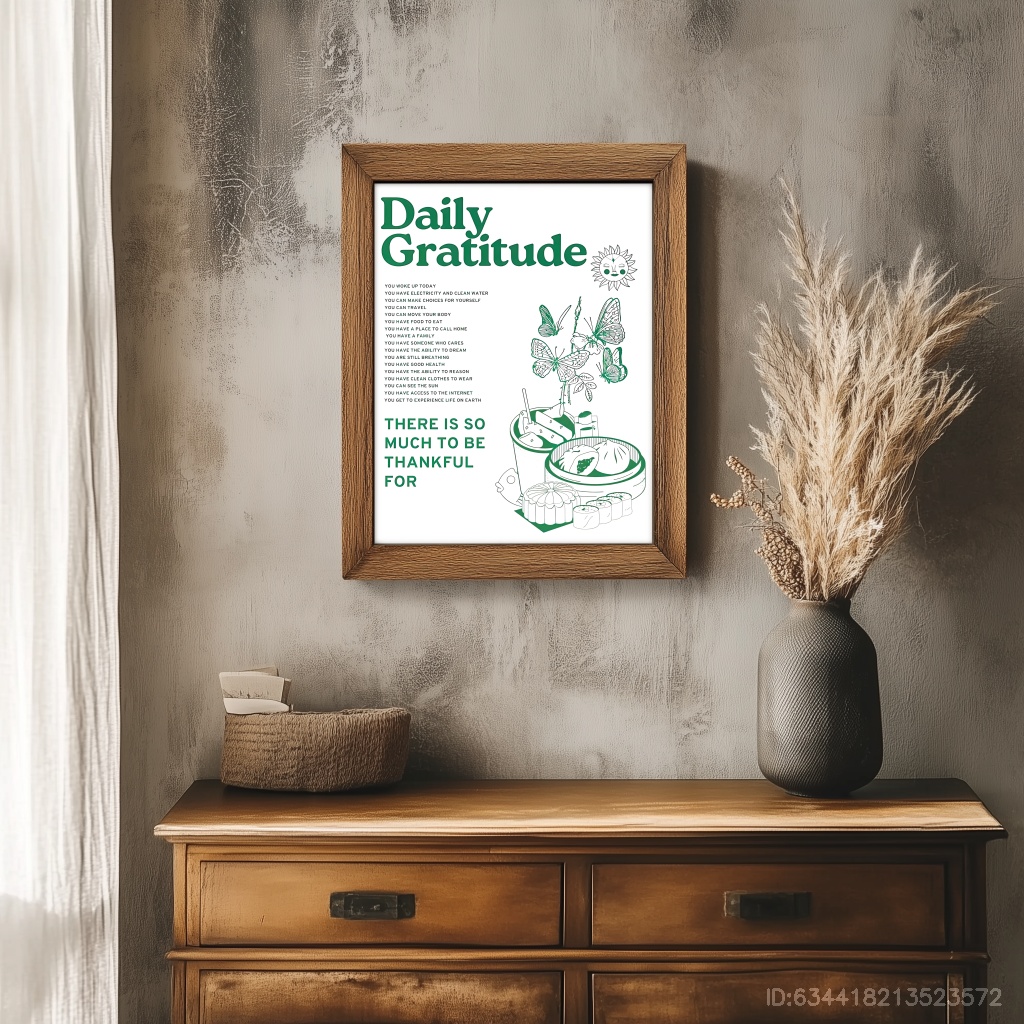 Daily
Gratitude
YOU WOKE UP TODAY
YOU HAVE ELECTRICITY AND CLEAN WATER
YOU CAN MAKE CHOICES FOR YOURSELF
YOU CAN TRAVEL
YOU CAN MOVE YOUR BODY
YOU HAVE FOOD TO EAT
YOU HAVE A PLACE TO CALL HOME
YOU HAVE A FAMILY
YOU HAVE SOMEONE WHO CARES
YOU HAVE THE ABILITY TO DREAM
YOU ARE STILL BREATHING
YOU HAVE GOOD HEALTH
YOU HAVE THE ABILITY TO REASON
YOU HAVE CLEAN CLOTHES TO WEAR
YOU CAN SEE THE SUN
YOU HAVE ACCESS TO THE INTERNET
YOU GET TO EXPERIENCE LIFE ON EARTH
THERE IS SO
MUCH TO BE
THANKFUL
FOR
ID:634418213523572